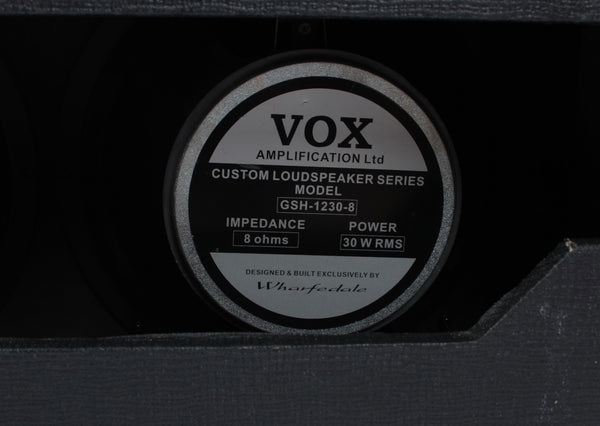 VOX
AMPLIFICATION Ltd
CUSTOM LOUDSPEAKER SERIES
MODEL
GSH-1230-8
IMPEDANCE POWER
8 ohms 30 W RMS
DESIGNED & BUILT EXCLUSIVELY BY
Wharfedale